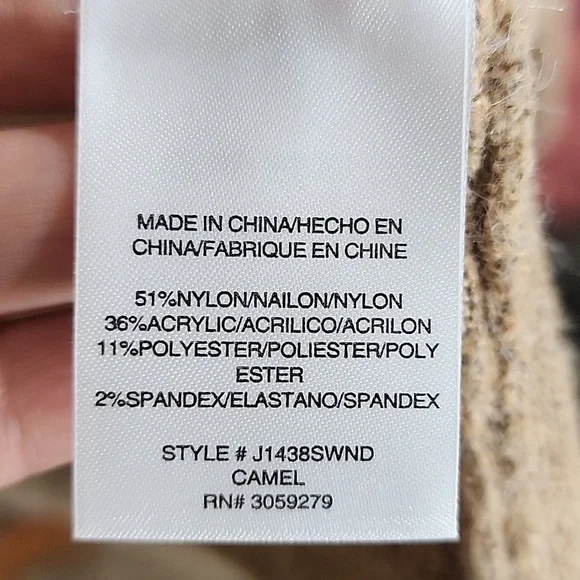 MADE IN CHINA/HECHO EN
CHINA/FABRIQUE EN CHINE
51%NYLON/NAILON/NYLON
36%ACRYLIC/ACRILICO/ACRILON
11%POLYESTER/POLIESTER/POLY
ESTER
2%SPANDEX/ELASTANO/SPANDEX
STYLE # J1438SWND
CAMEL
RN# 3059279